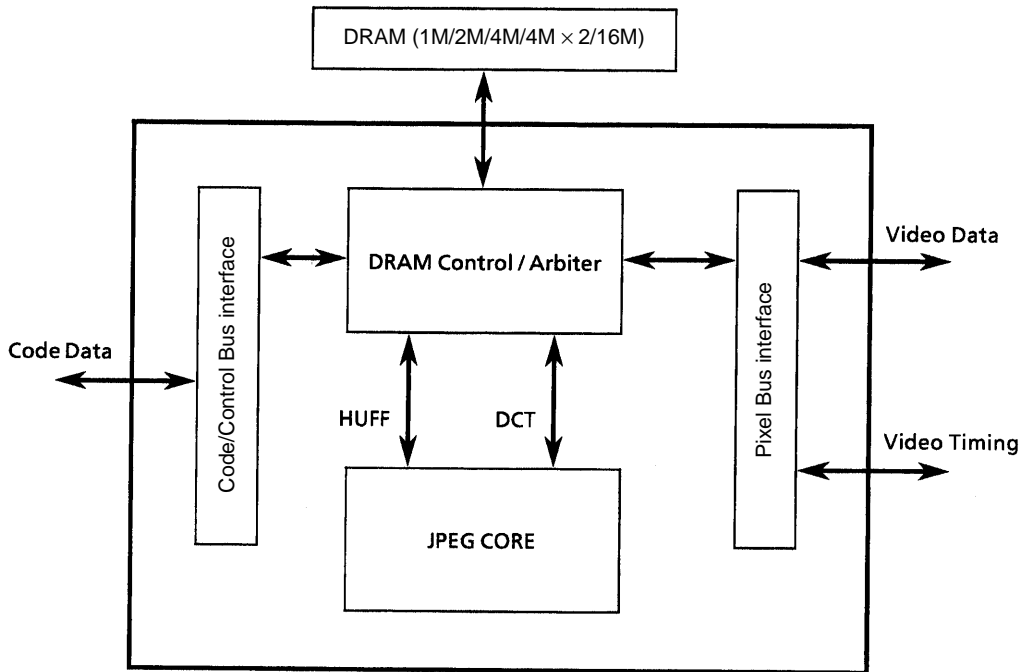 DRAM (1M/2M/4M/4M × 2/16M)
Code/Control Bus interface
DRAM Control / Arbiter
Pixel Bus interface
Video Data
Code Data
HUFF
DCT
Video Timing
JPEG CORE